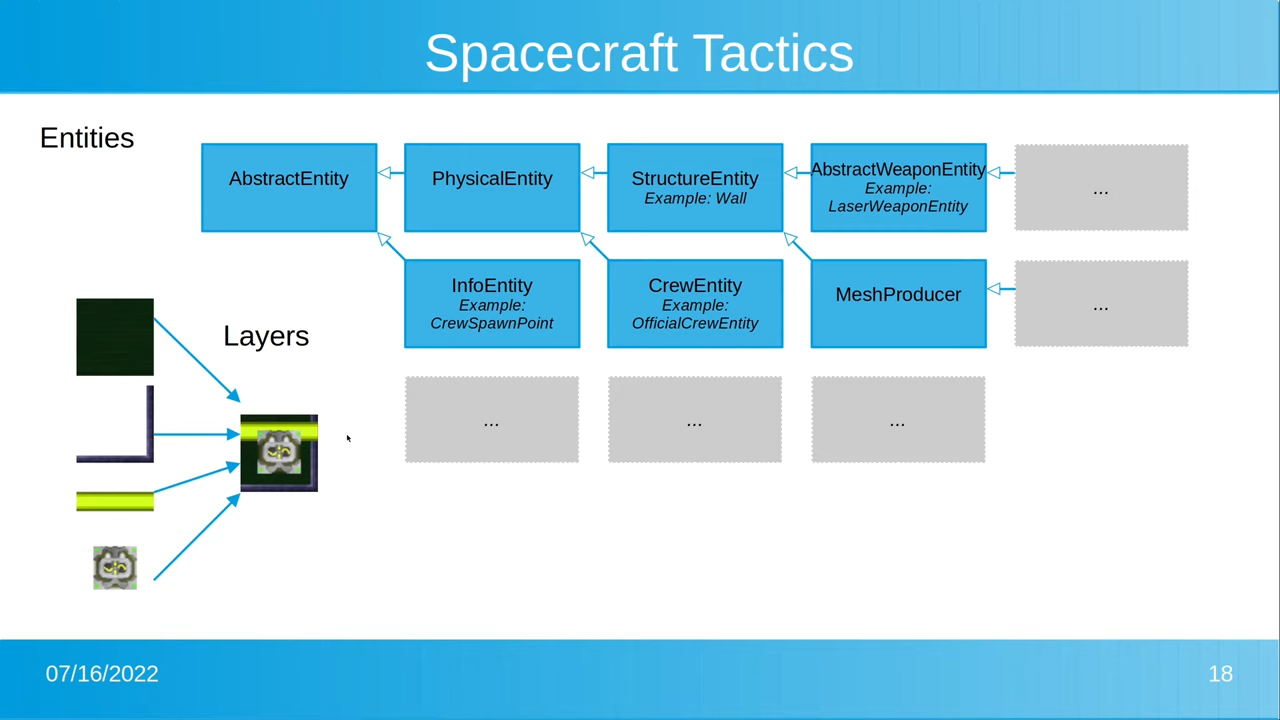 Spacecraft Tactics
Entities
AbstractEntity
PhysicalEntity
StructureEntity
Example: Wall
AbstractWeaponEntity
Example:
LaserWeaponEntity
...
InfoEntity
Example:
CrewSpawnPoint
CrewEntity
Example:
OfficialCrewEntity
MeshProducer
...
Layers
...
...
...
07/16/2022
18